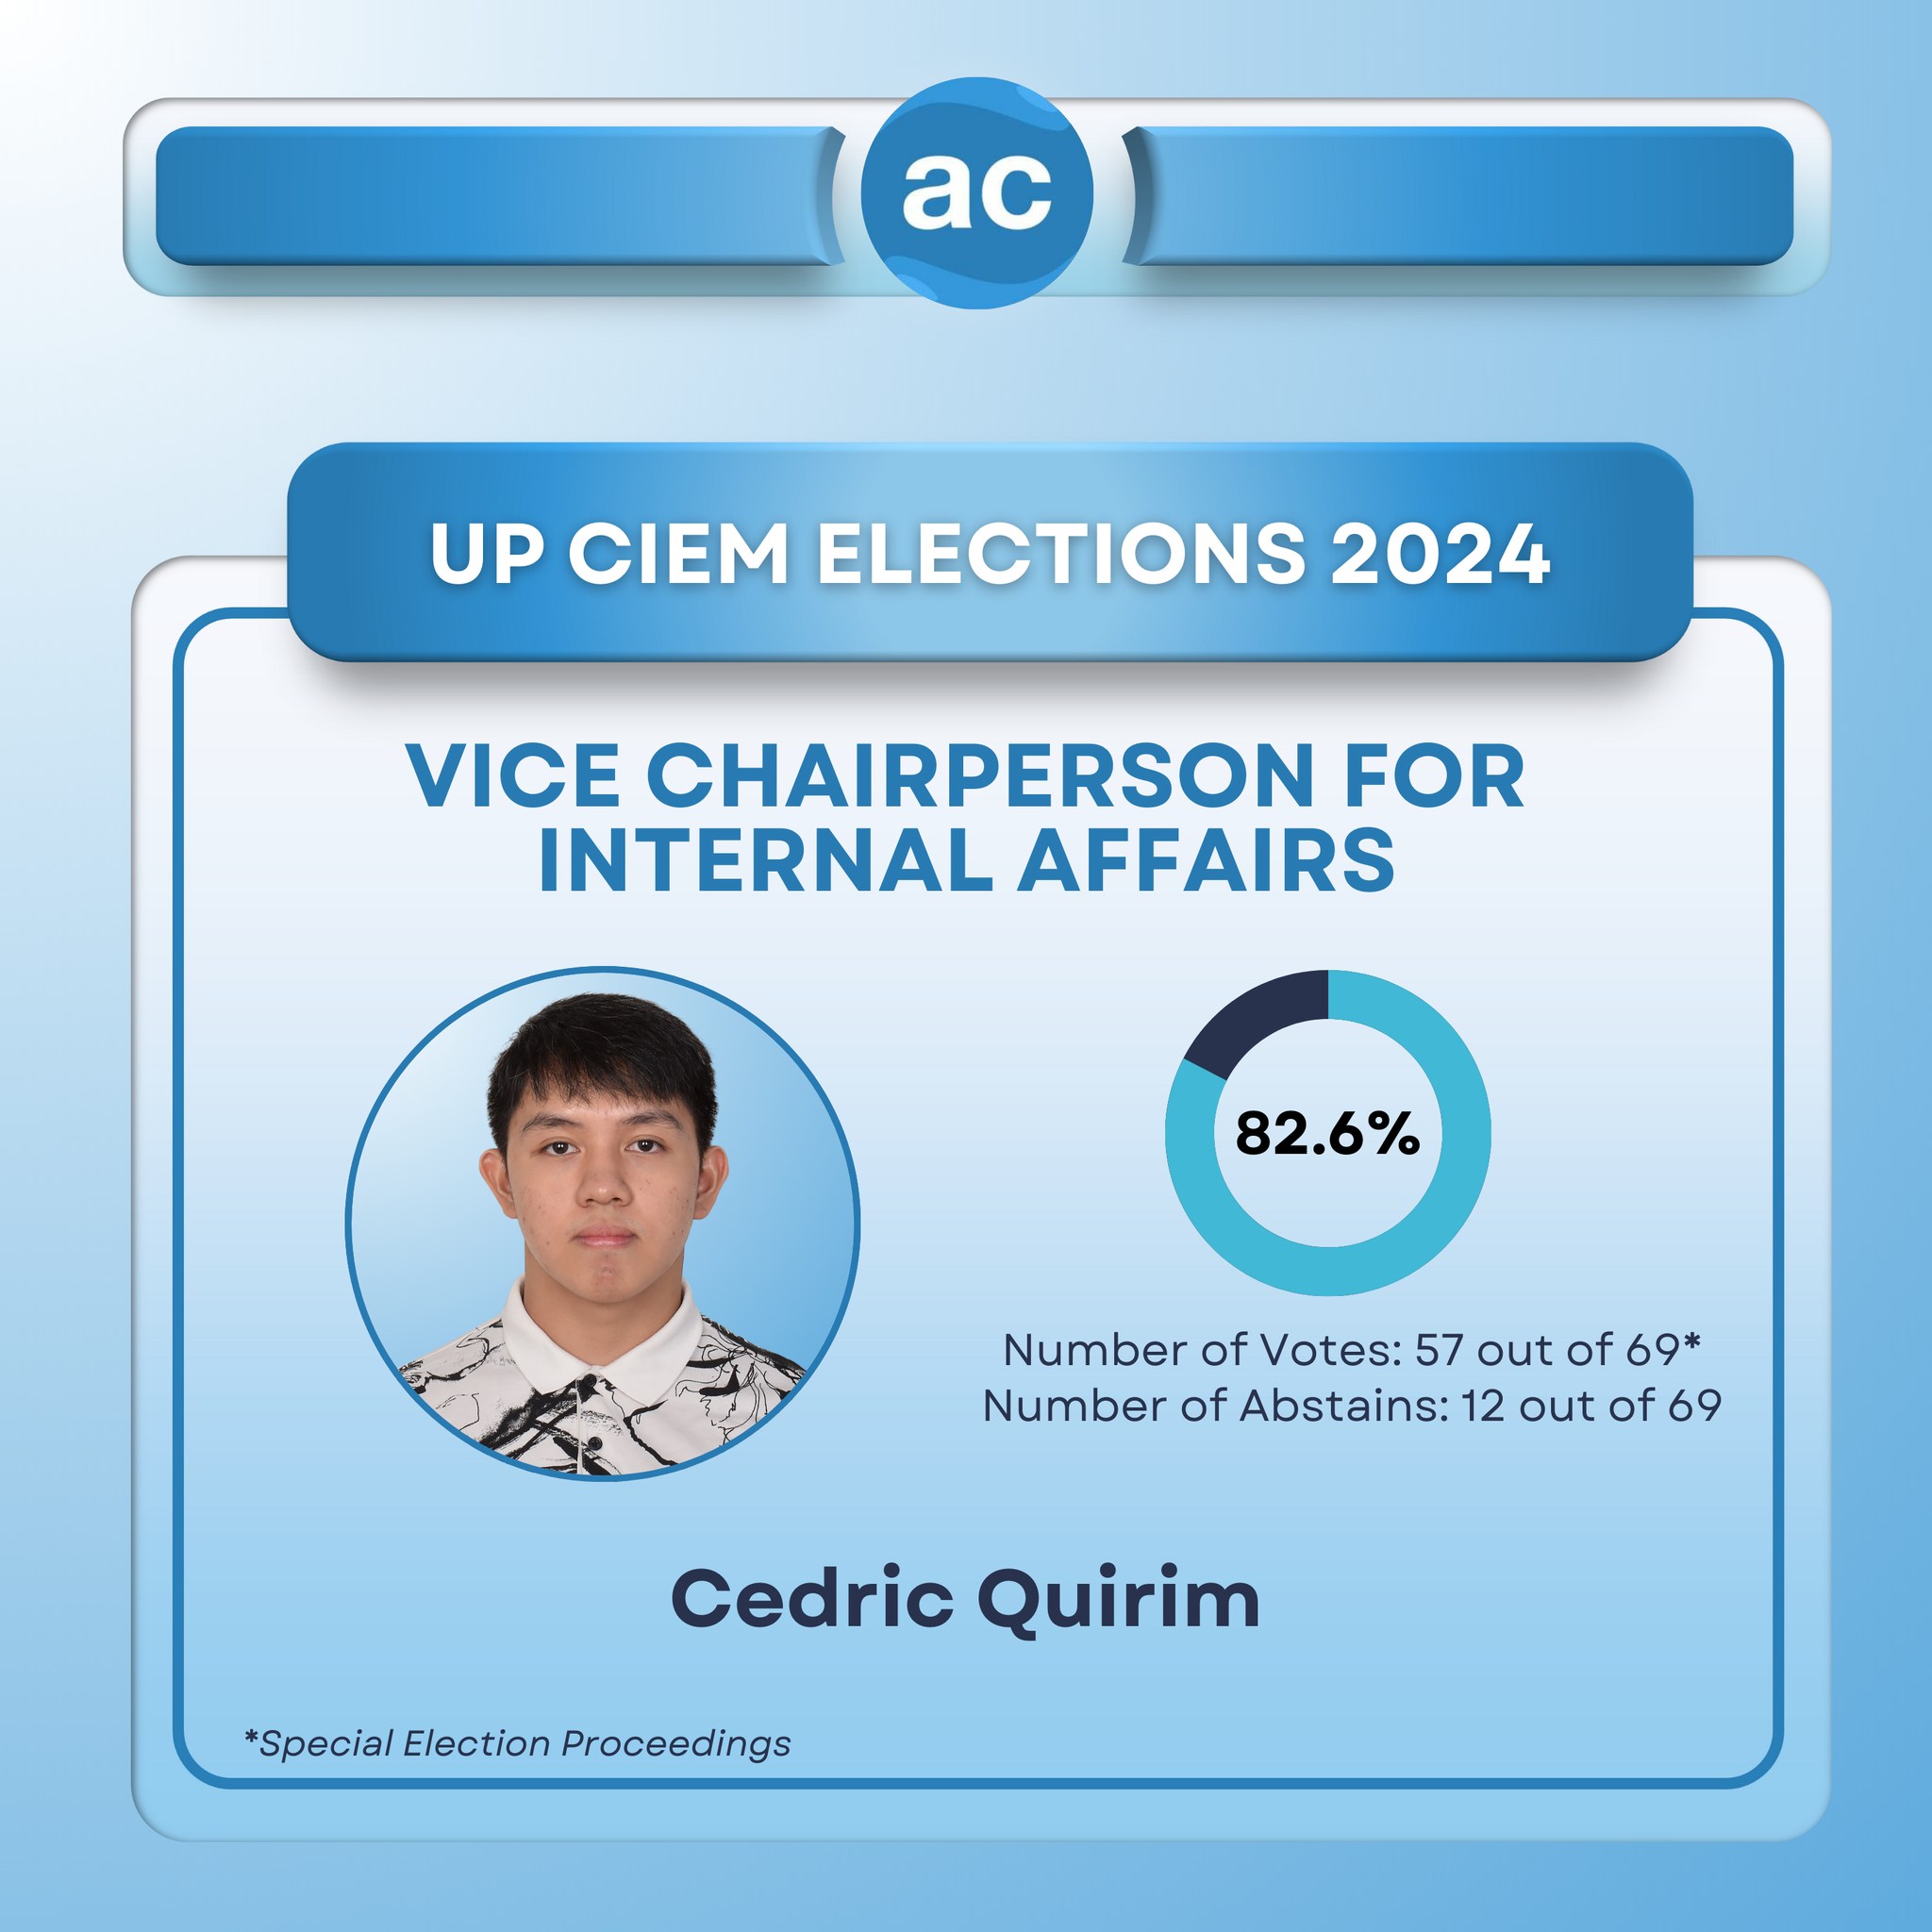 ac
UP CIEM ELECTIONS 2024
VICE CHAIRPERSON FOR
INTERNAL AFFAIRS
82.6%
Number of Votes: 57 out of 69*
Number of Abstains: 12 out of 69
Cedric Quirim
*Special Election Proceedings